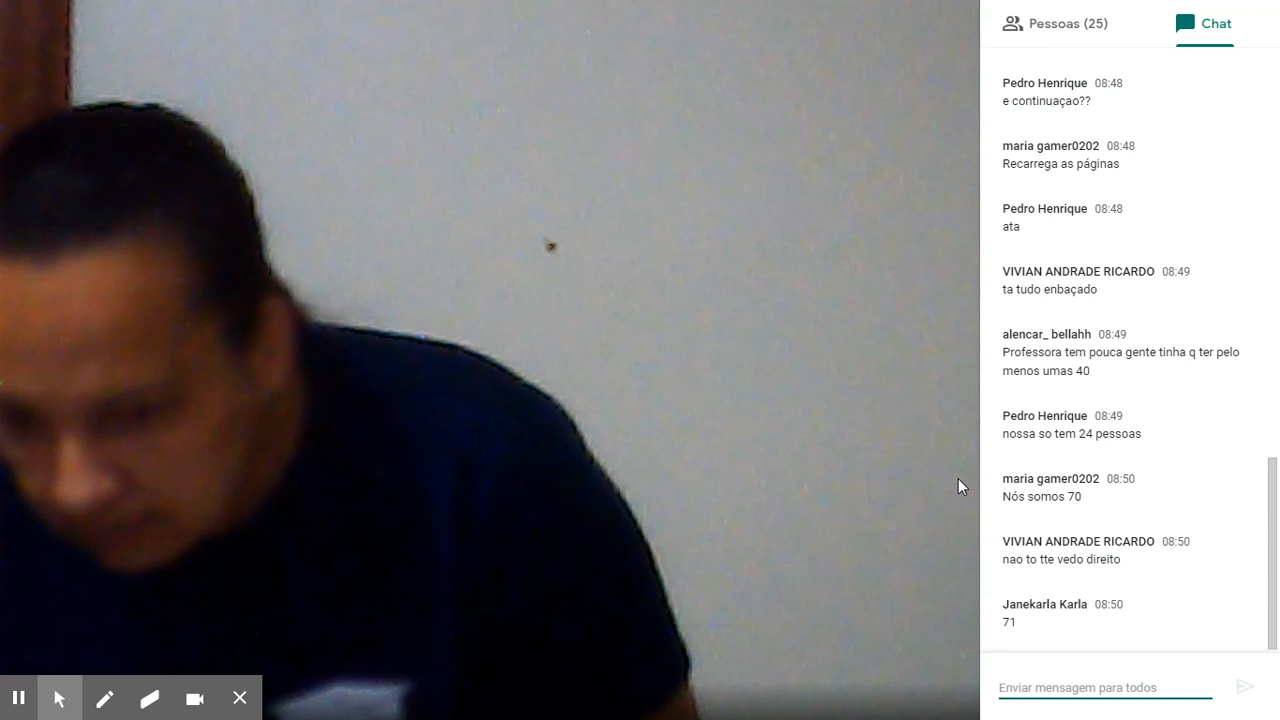 Pessoas (25)
Chat
Pedro Henrique 08:48
e continuaçao??
maria gamer0202 08:48
Recarrega as páginas
Pedro Henrique 08:48
ata
VIVIAN ANDRADE RICARDO 08:49
ta tudo enbaçado
alencar_ bellahh 08:49
Professora tem pouca gente tinha q ter pelo
menos umas 40
Pedro Henrique 08:49
nossa so tem 24 pessoas
maria gamer0202 08:50
Nós somos 70
VIVIAN ANDRADE RICARDO 08:50
nao to tte vedo direito
Janekarla Karla 08:50
71
Enviar mensagem para todos